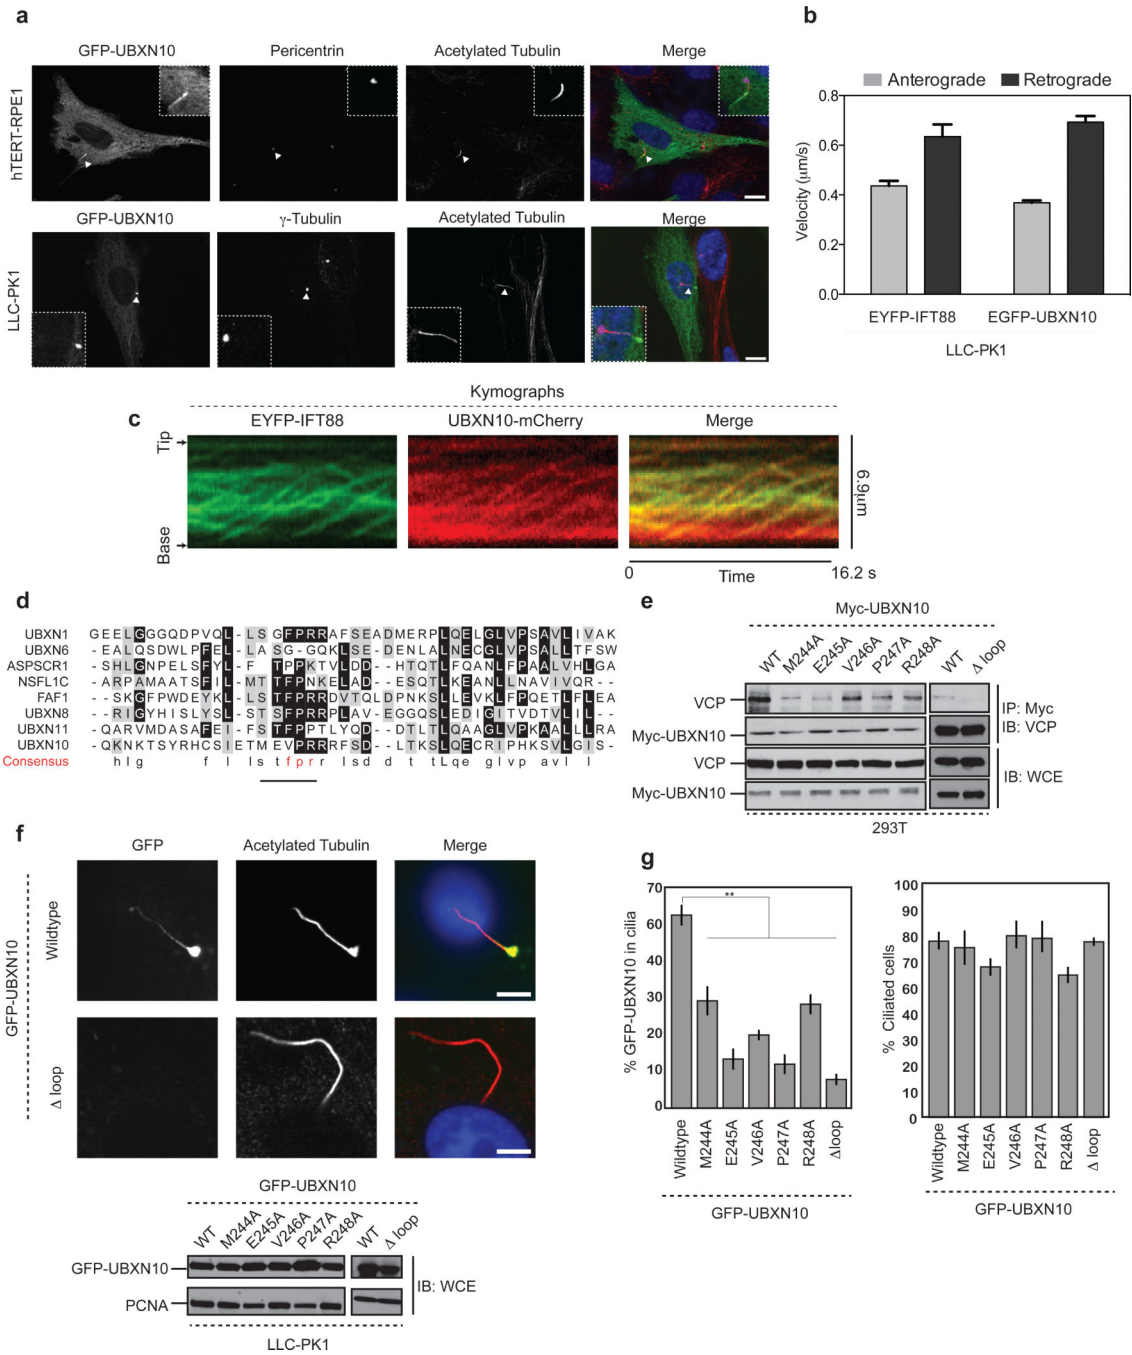 a
GFP-UBXN10 Pericentrin Acetylated Tubulin Merge
hTERT-RPE1
GFP-UBXN10 γ-Tubulin Acetylated Tubulin Merge
LLC-PK1
b
Anterograde Retrograde
Velocity (μm/s)
0.8
0.6
0.4
0.2
0.0
EYFP-IFT88 EGFP-UBXN10
LLC-PK1
Kymographs
c
EYFP-IFT88 UBXN10-mCherry Merge
Tip
Base
6.9μm
0 Time 16.2 s
d
UBXN1 GEELGGGQDPVQL-LSGFPRRAFSEADMERPLQELGLVPSAVLIVAK
UBXN6
ASPSCR1
NSFL1C
FAF1
UBXN8
UBXN11
UBXN10
Consensus h l g f l l s t f p r r l s d d t t L q e g l v p a v l l
e
Myc-UBXN10
WT M244A E245A V246A P247A R248A WT Δ loop
VCP
Myc-UBXN10
IP: Myc
IB: VCP
VCP
Myc-UBXN10
IB: WCE
293T
f
GFP Acetylated Tubulin Merge
GFP-UBXN10
Wildtype
Δ loop
GFP-UBXN10
WT M244A E245A V246A P247A R248A WT Δ loop
GFP-UBXN10
PCNA
IB: WCE
LLC-PK1
g
% GFP-UBXN10 in cilia
70
60
50
40
30
20
10
0
**
Wildtype M244A E245A V246A P247A R248A Δloop
GFP-UBXN10
% Ciliated cells
100
90
80
70
60
50
40
30
20
10
0
Wildtype M244A E245A V246A P247A R248A Δ loop
GFP-UBXN10